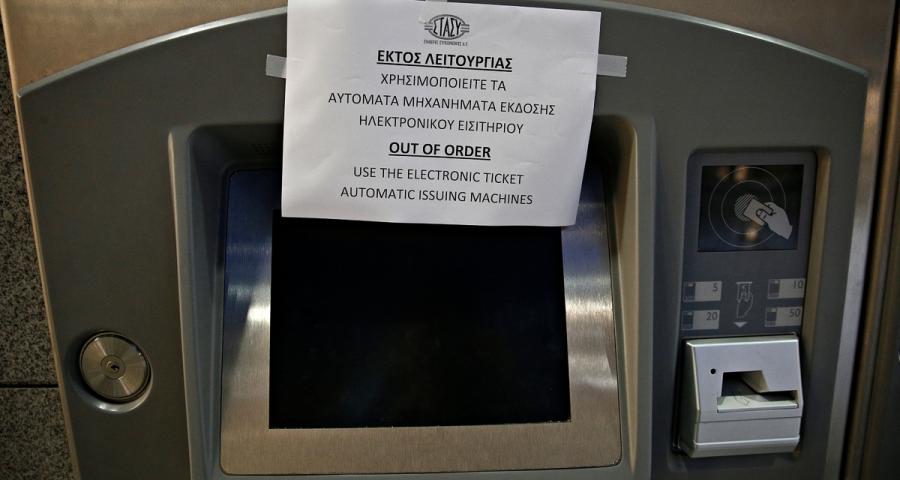 ΣΤΑΣΥ
ΕΚΤΟΣ ΛΕΙΤΟΥΡΓΙΑΣ
ΧΡΗΣΙΜΟΠΟΙΕΙΤΕ ΤΑ
ΑΥΤΟΜΑΤΑ ΜΗΧΑΝΗΜΑΤΑ ΕΚΔΟΣΗΣ
ΗΛΕΚΤΡΟΝΙΚΟΥ ΕΙΣΙΤΗΡΙΟΥ
OUT OF ORDER
USE THE ELECTRONIC TICKET
AUTOMATIC ISSUING MACHINES
5 10
20 50